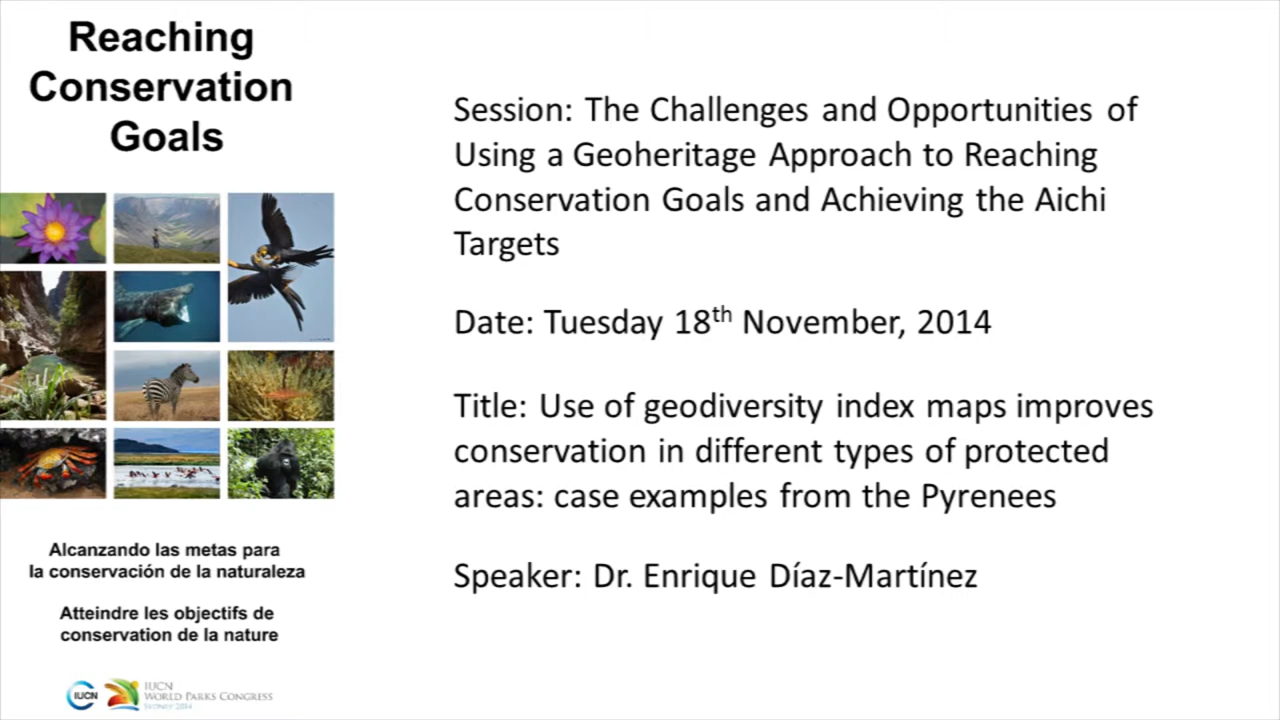 Reaching
Conservation
Goals
Session: The Challenges and Opportunities of
Using a Geoheritage Approach to Reaching
Conservation Goals and Achieving the Aichi
Targets
Date: Tuesday 18th November, 2014
Title: Use of geodiversity index maps improves
conservation in different types of protected
areas: case examples from the Pyrenees
Speaker: Dr. Enrique Díaz-Martínez
Alcanzando las metas para
la conservación de la naturaleza
Atteindre les objectifs de
conservation de la nature
IUCN
IUCN
WORLD PARKS CONGRESS
SYDNEY 2014